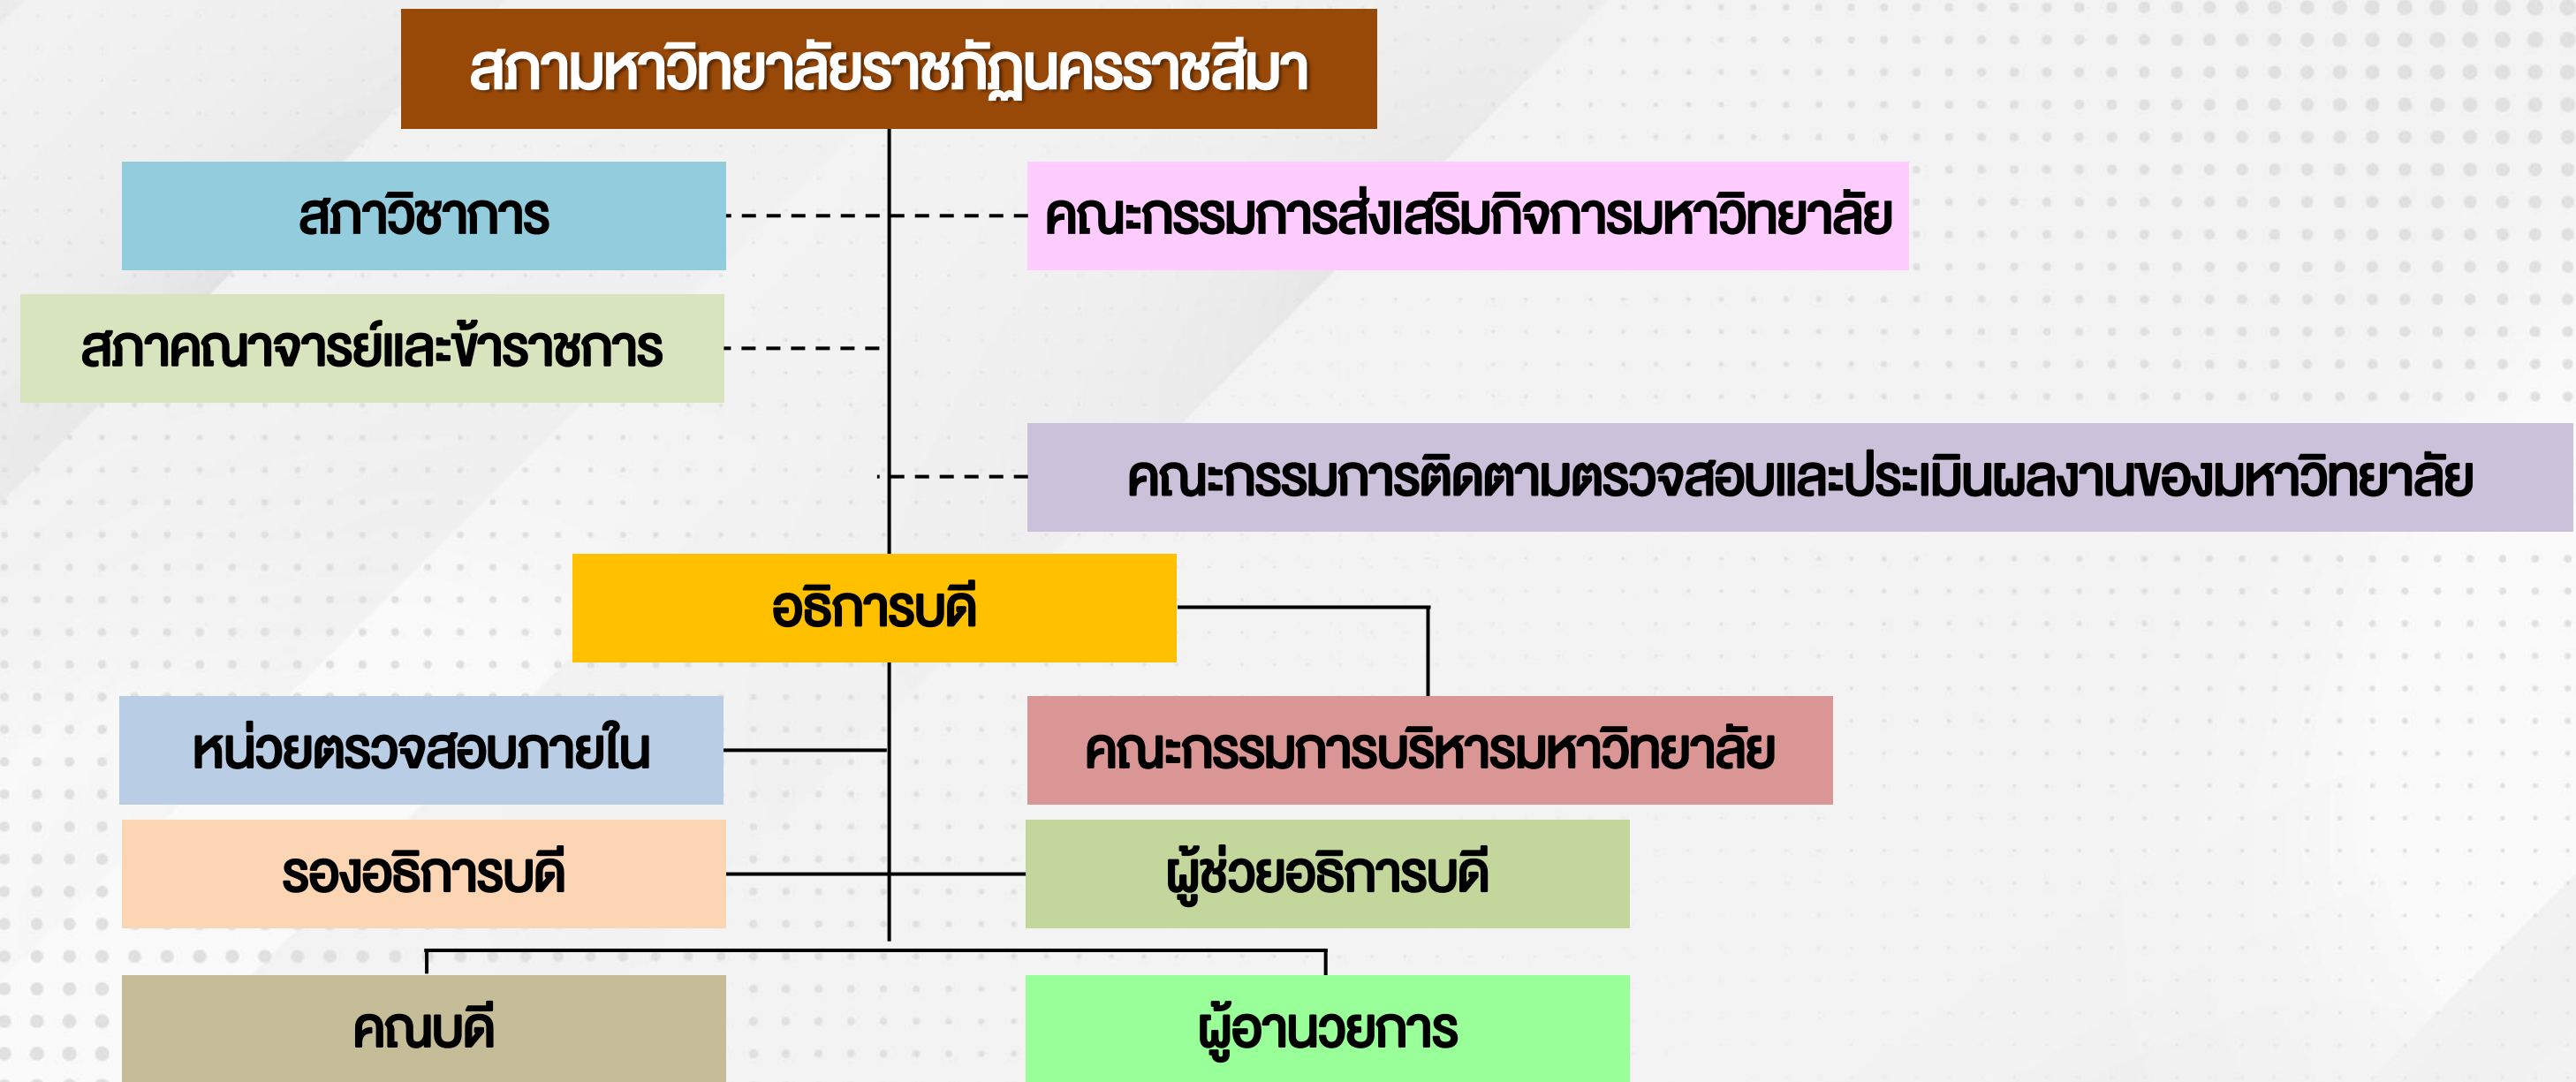 สภามหาวิทยาลัยราชภัฏนครราชสีมา
สภาวิชาการ
คณะกรรมการส่งเสริมกิจการมหาวิทยาลัย
สภาคณาจารย์และข้าราชการ
คณะกรรมการติดตามตรวจสอบและประเมินผลงานของมหาวิทยาลัย
อธิการบดี
หน่วยตรวจสอบภายใน
คณะกรรมการบริหารมหาวิทยาลัย
รองอธิการบดี
ผู้ช่วยอธิการบดี
คณบดี
ผู้อานวยการ